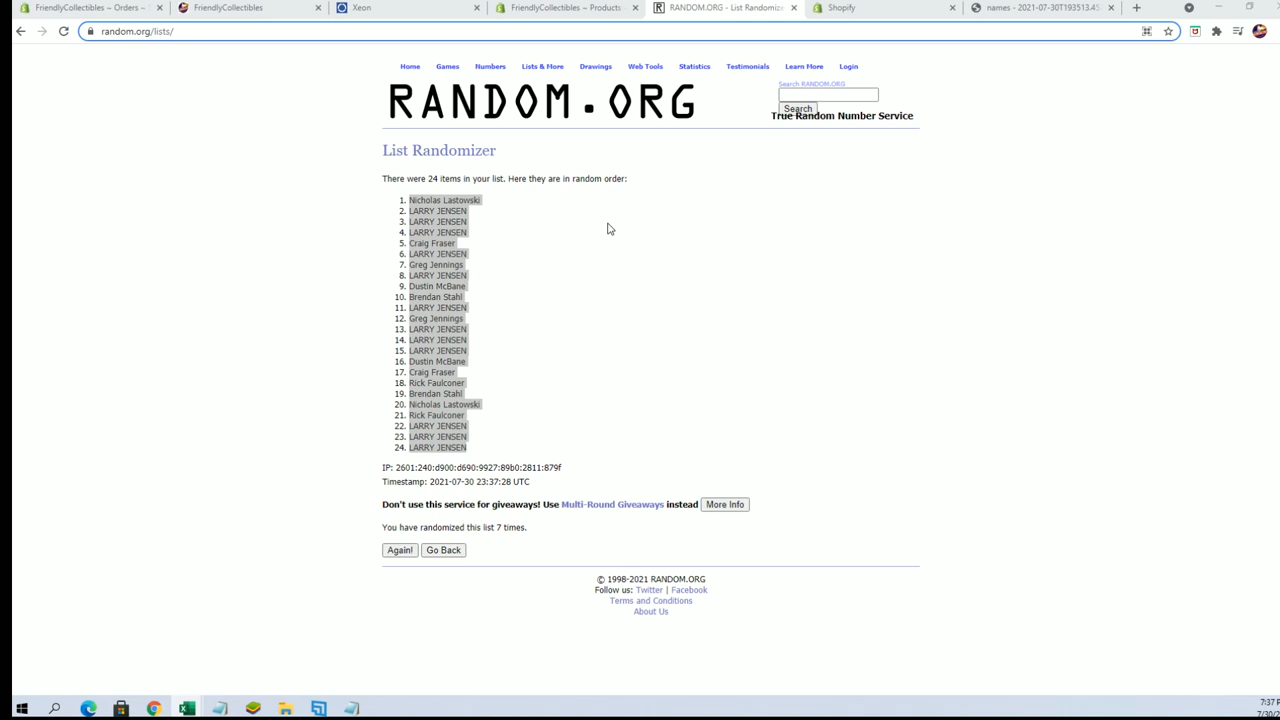 FriendlyCollectibles ~ Orders ~
FriendlyCollectibles
Xeon
FriendlyCollectibles ~ Products
RANDOM.ORG - List Randomize
Shopify
names - 2021-07-30T193513.45
random.org/lists/
Home Games Numbers Lists & More Drawings Web Tools Statistics Testimonials Learn More Login
Search RANDOM.ORG
RANDOM.ORG
Search
True Random Number Service
List Randomizer
There were 24 items in your list. Here they are in random order:
1. Nicholas Lastowski
2. LARRY JENSEN
3. LARRY JENSEN
4. LARRY JENSEN
5. Craig Fraser
6. LARRY JENSEN
7. Greg Jennings
8. LARRY JENSEN
9. Dustin McBane
10. Brendan Stahl
11. LARRY JENSEN
12. Greg Jennings
13. LARRY JENSEN
14. LARRY JENSEN
15. LARRY JENSEN
16. Dustin McBane
17. Craig Fraser
18. Rick Faulconer
19. Brendan Stahl
20. Nicholas Lastowski
21. Rick Faulconer
22. LARRY JENSEN
23. LARRY JENSEN
24. LARRY JENSEN
IP: 2601:240:d900:d690:9927:89b0:2811:879f
Timestamp: 2021-07-30 23:37:28 UTC
Don't use this service for giveaways! Use Multi-Round Giveaways instead More Info
You have randomized this list 7 times.
Again! Go Back
© 1998-2021 RANDOM.ORG
Follow us: Twitter | Facebook
Terms and Conditions
About Us
7:37 P
7/30/2